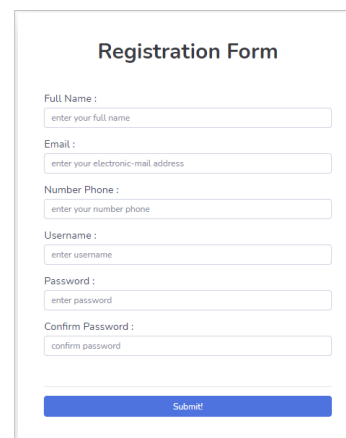 Registration Form
Full Name :
enter your full name
Email :
enter your electronic-mail address
Number Phone :
enter your number phone
Username :
enter username
Password :
enter password
Confirm Password :
confirm password
Submit!